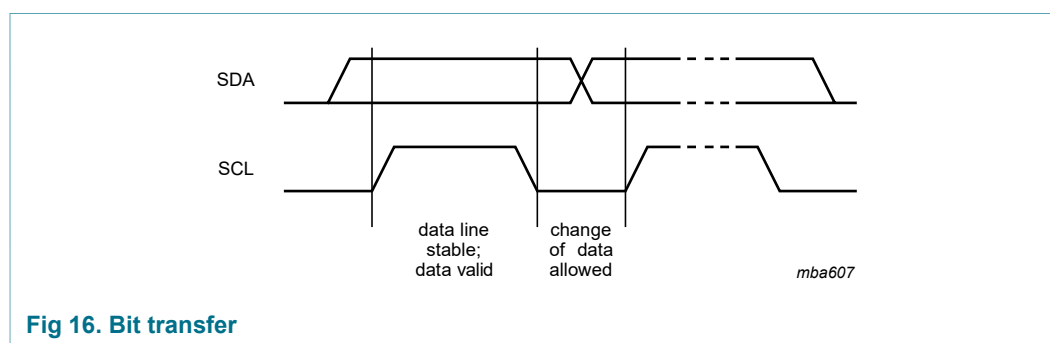 SDA
SCL
data line
stable;
data valid
change
of data
allowed
mba607
Fig 16. Bit transfer